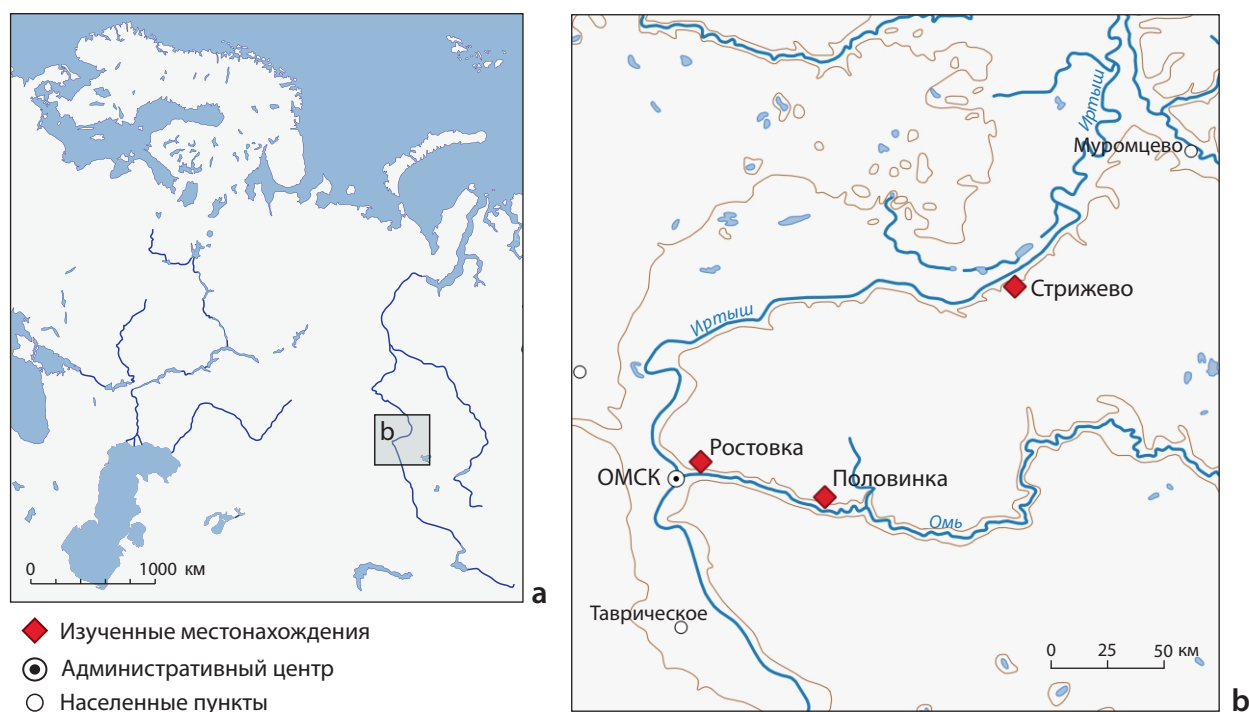 b
0
1000 км
a
Изученные местонахождения
Административный центр
Населенные пункты
Иртыш
Муромцево
Стрижево
Иртыш
Ростовка
ОМСК
Половинка
Омь
Таврическое
0 25 50 км
b